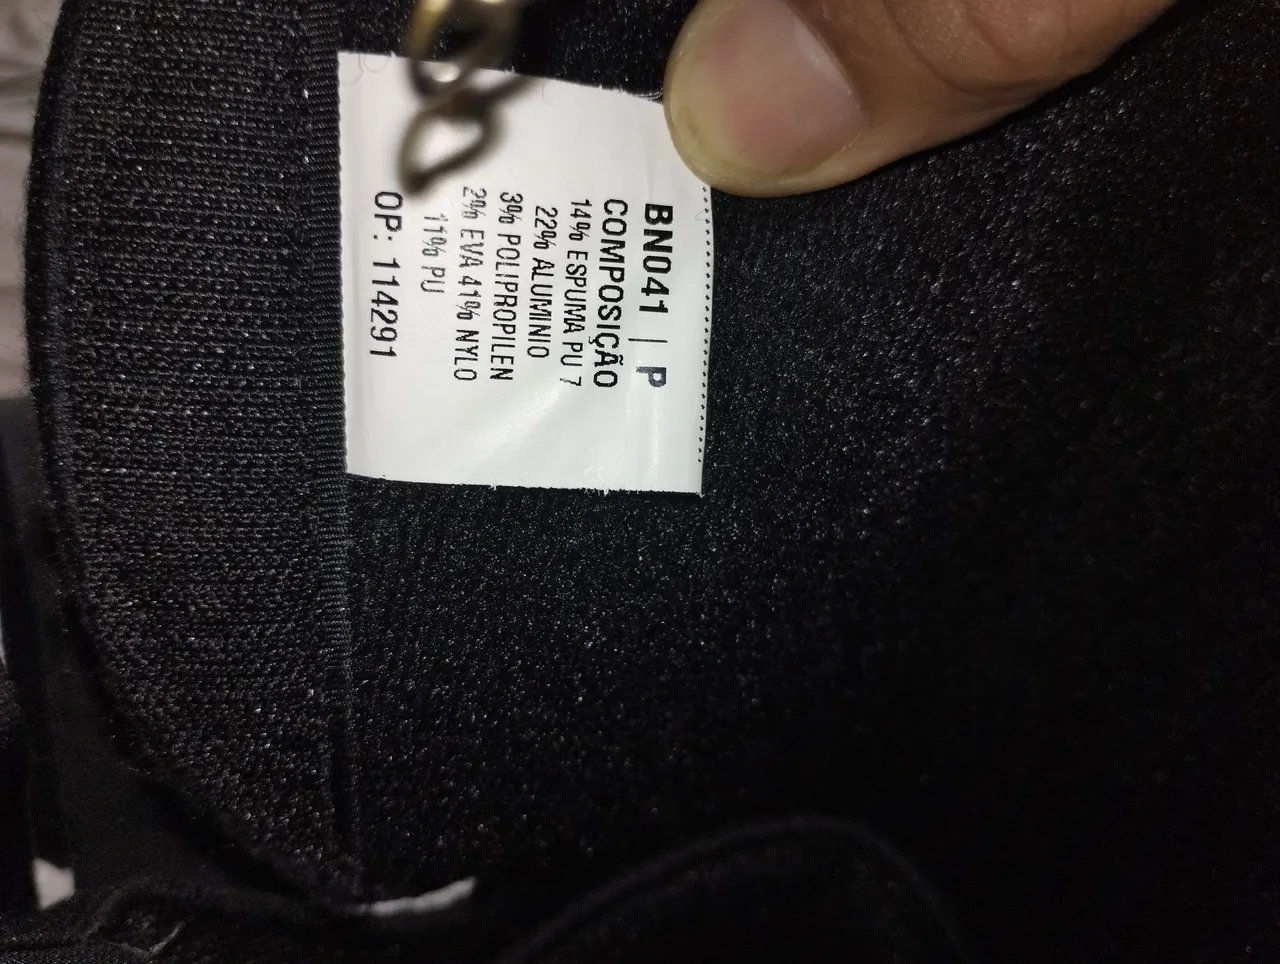 BN041 | P
COMPOSIÇÃO
14% ESPUMA PU 7
22% ALUMINIO
3% POLIPROPILEN
2% EVA 41% NYLO
11% PU
OP: 114291